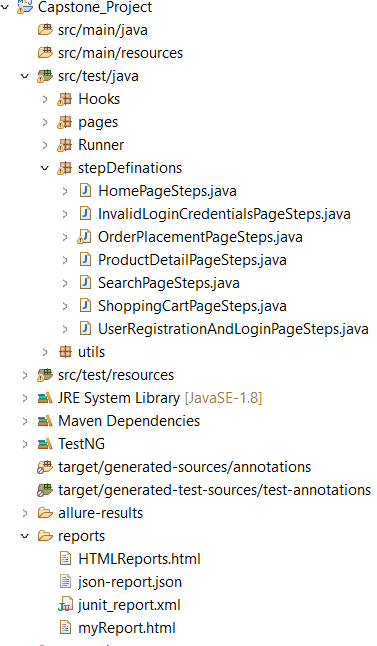 Capstone_Project
src/main/java
src/main/resources
src/test/java
Hooks
pages
Runner
stepDefinations
HomePageSteps.java
InvalidLoginCredentialsPageSteps.java
OrderPlacementPageSteps.java
ProductDetailPageSteps.java
SearchPageSteps.java
ShoppingCartPageSteps.java
UserRegistrationAndLoginPageSteps.java
utils
src/test/resources
JRE System Library [JavaSE-1.8]
Maven Dependencies
TestNG
target/generated-sources/annotations
target/generated-test-sources/test-annotations
allure-results
reports
HTMLReports.html
json-report.json
junit_report.xml
myReport.html